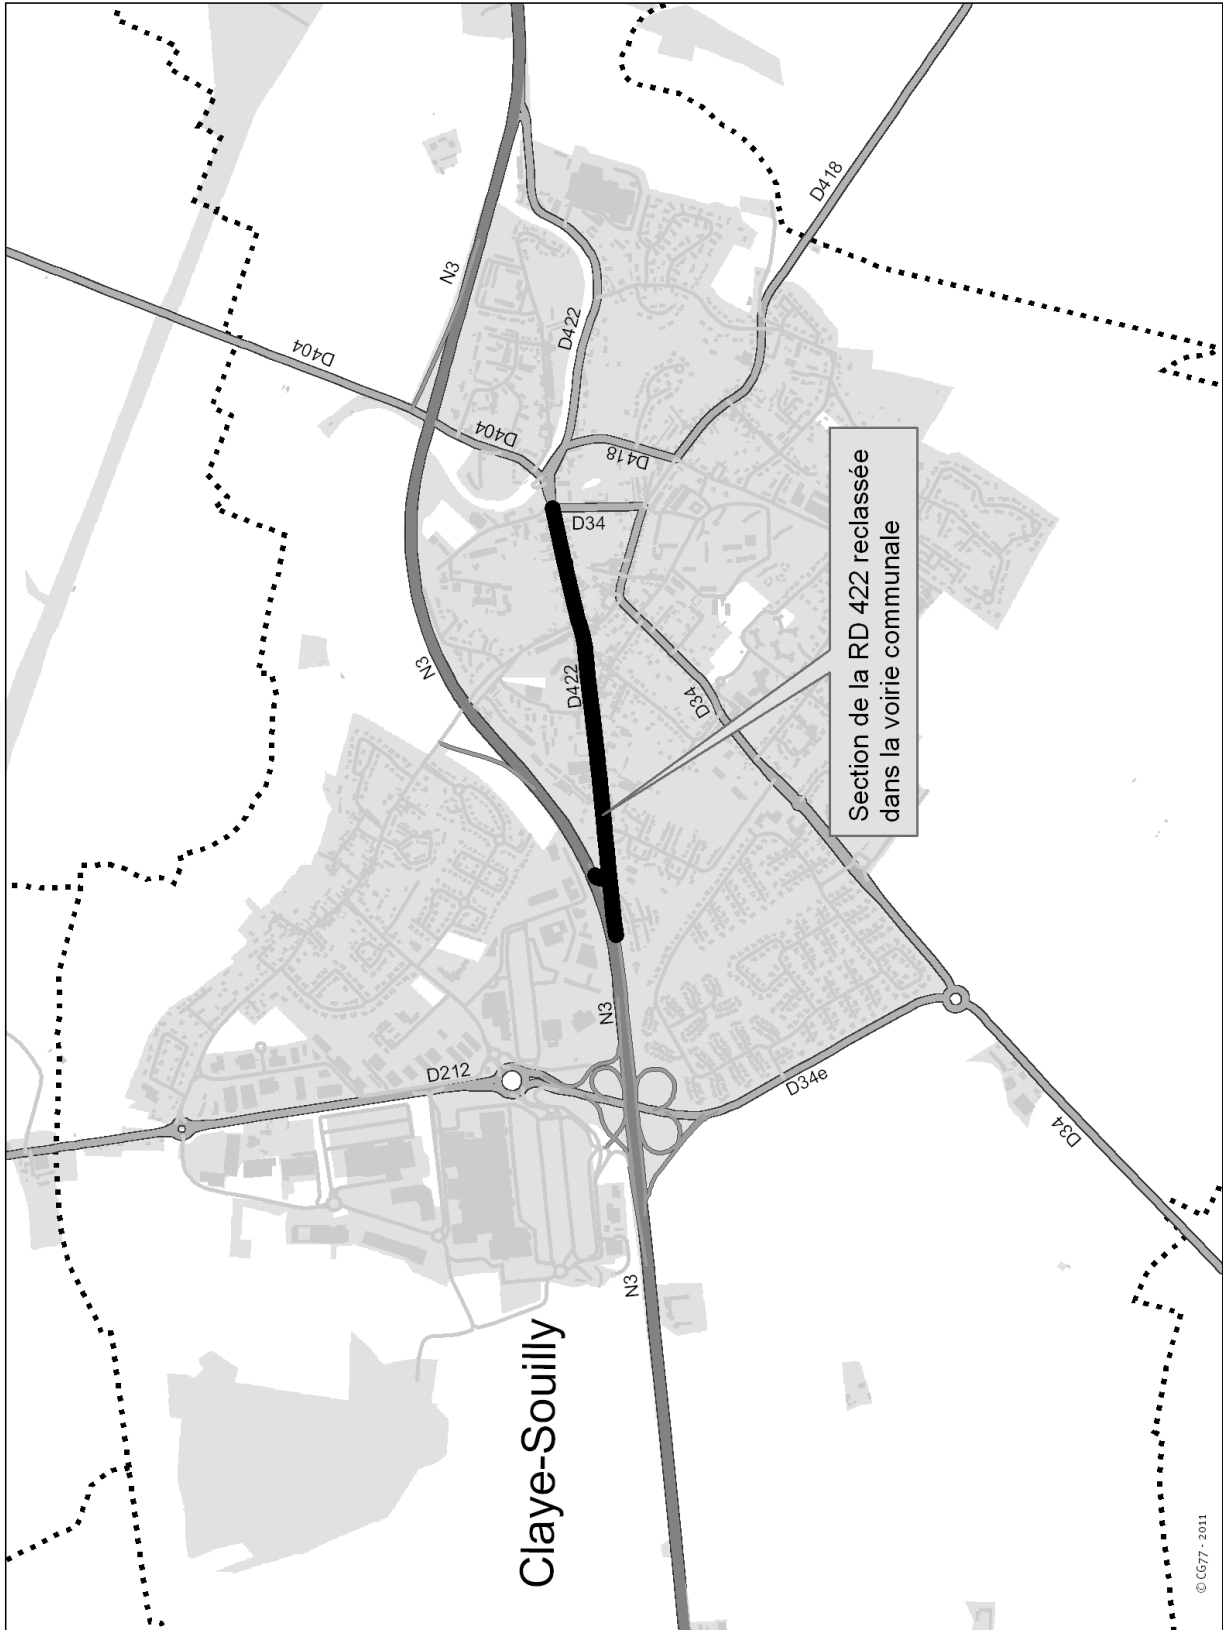 Claye-Souilly
Section de la RD 422 reclassée
dans la voirie communale
N3
N3
D212
D34e
D34
N3
D422
D34
D34
D404
D404
D418
D422
N3
D418
© CG77 - 2011